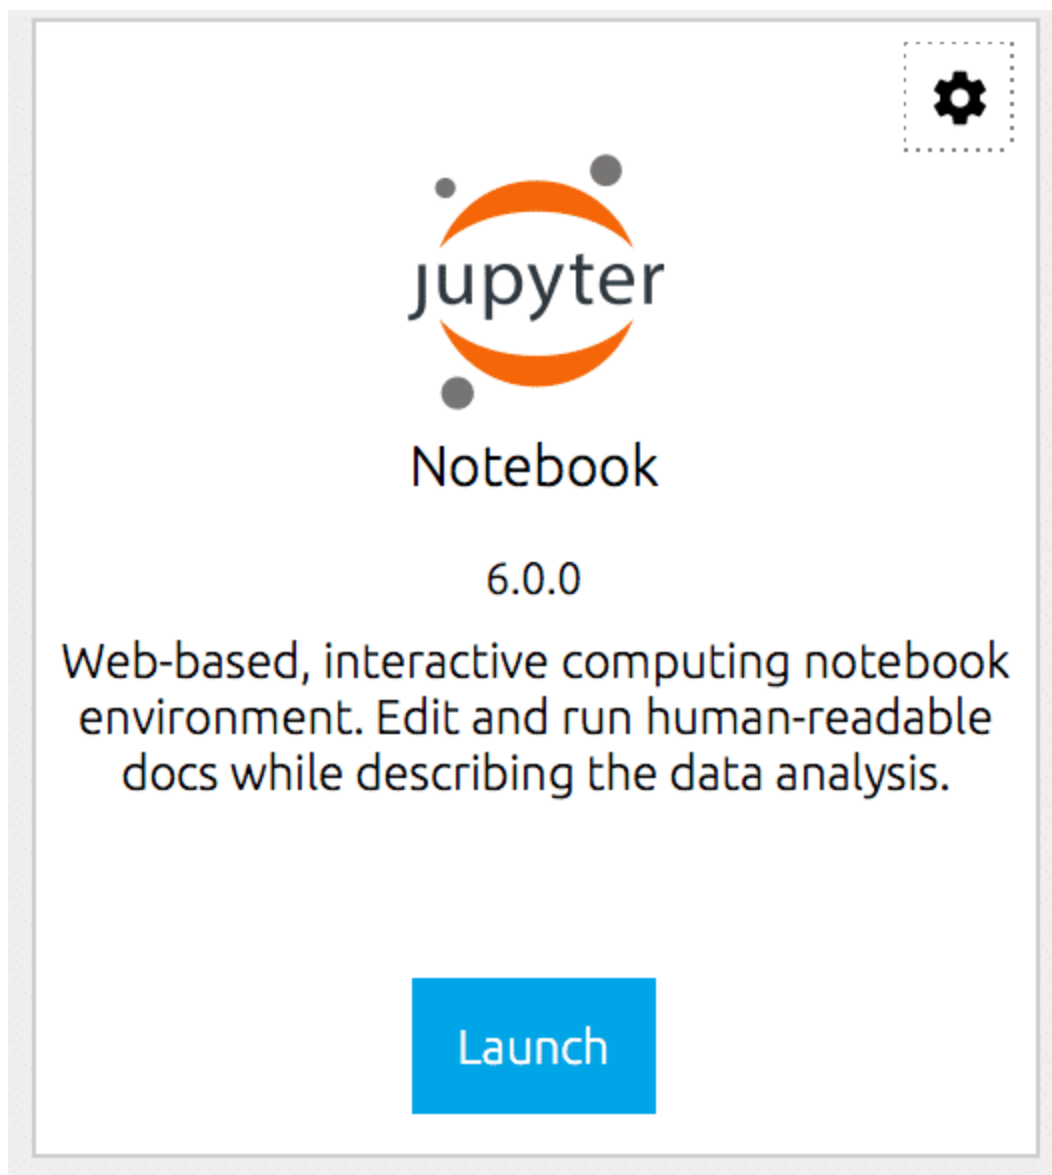 jupyter
Notebook
6.0.0
Web-based, interactive computing notebook
environment. Edit and run human-readable
docs while describing the data analysis.
Launch